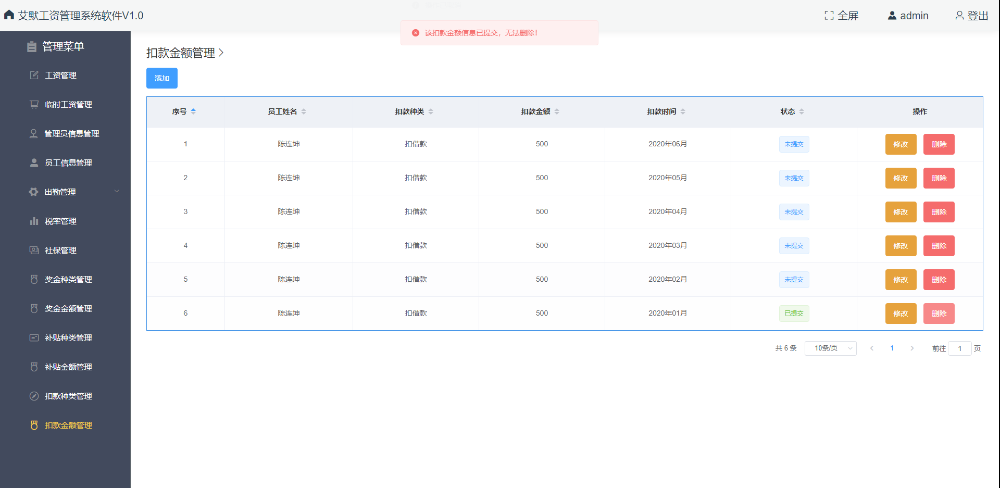 艾默工资管理系统软件V1.0 全屏 admin 登出
该扣款金额信息已提交，无法删除！
管理菜单
工资管理
临时工资管理
管理员信息管理
员工信息管理
出勤管理
税率管理
社保管理
奖金种类管理
奖金金额管理
补贴种类管理
补贴金额管理
扣款种类管理
扣款金额管理
扣款金额管理
添加
序号 员工姓名 扣款种类 扣款金额 扣款时间 状态 操作
1 陈连坤 扣借款 500 2020年06月 未提交 修改 删除
2 陈连坤 扣借款 500 2020年05月 未提交 修改 删除
3 陈连坤 扣借款 500 2020年04月 未提交 修改 删除
4 陈连坤 扣借款 500 2020年03月 未提交 修改 删除
5 陈连坤 扣借款 500 2020年02月 未提交 修改 删除
6 陈连坤 扣借款 500 2020年01月 已提交 修改 删除
共 6 条 10条/页 1 前往 1 页